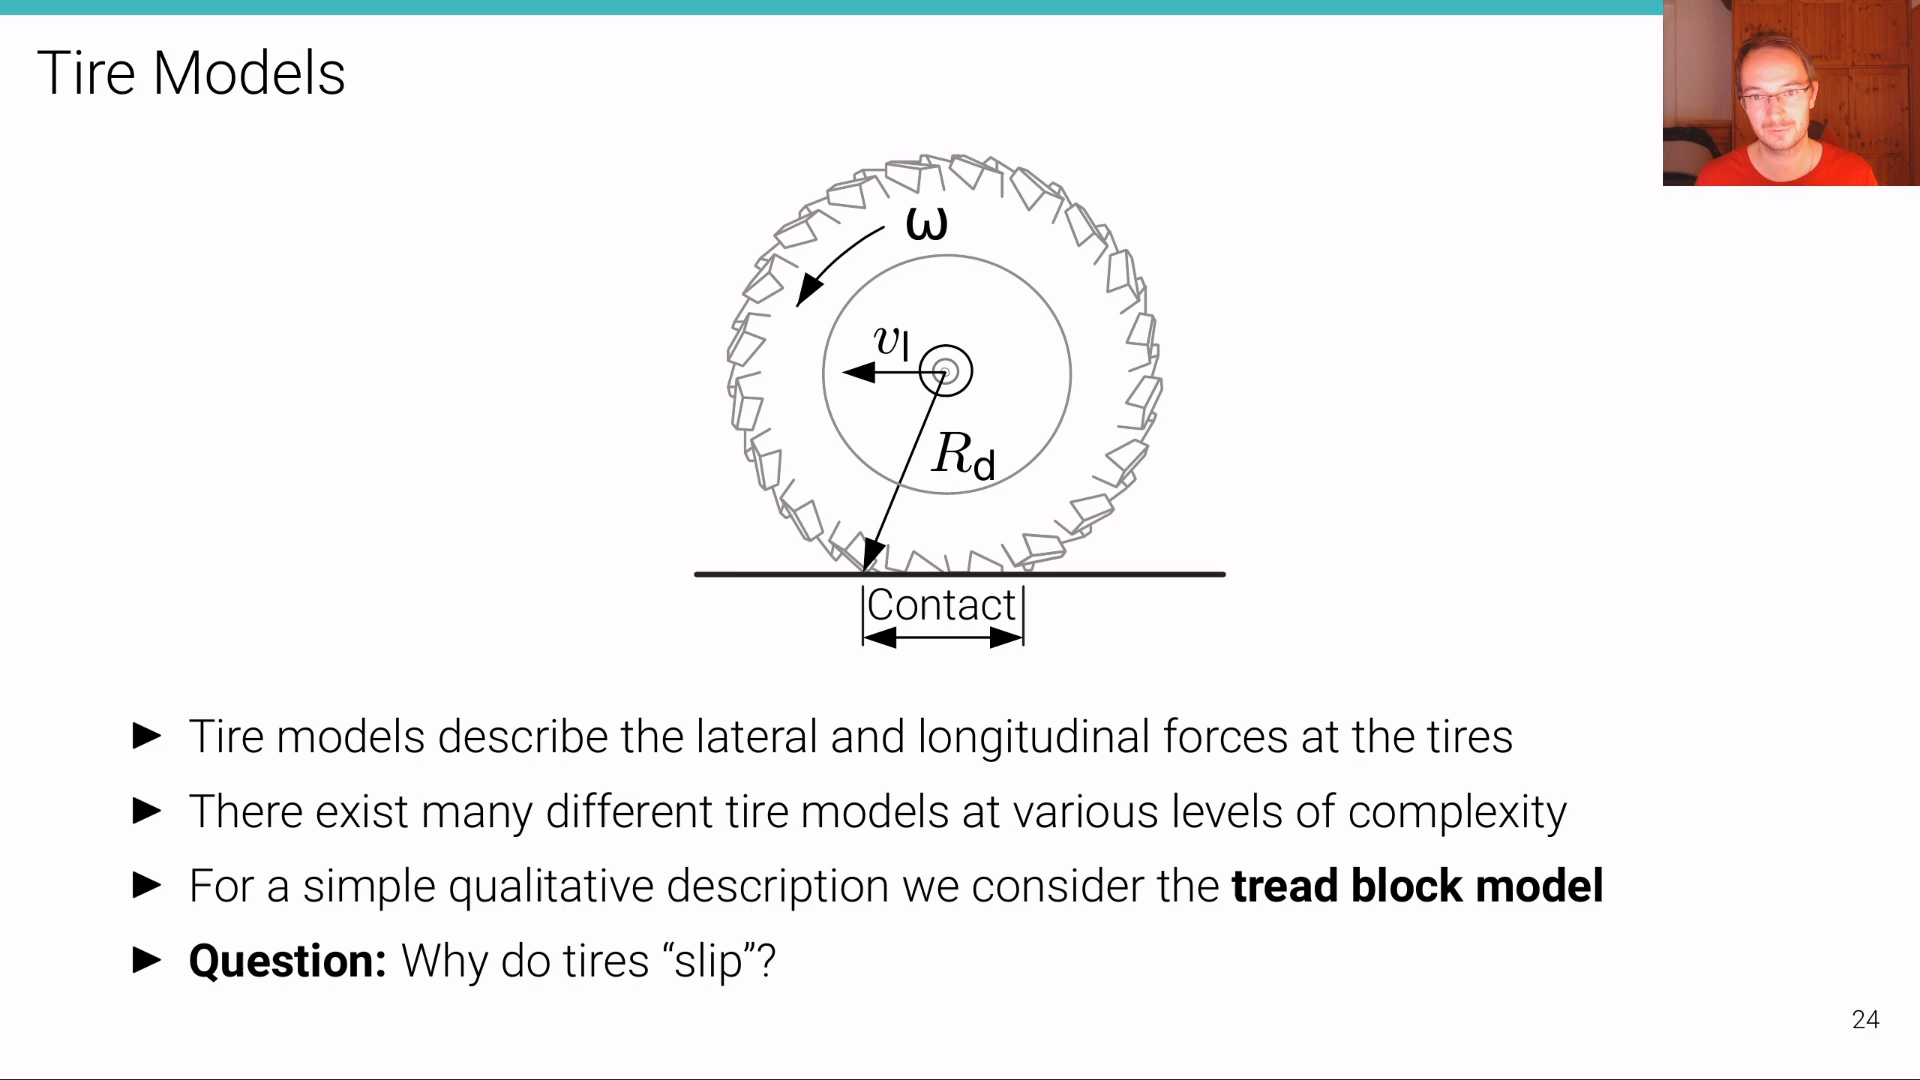 Tire Models
ω
v_l
R_d
Contact
▶ Tire models describe the lateral and longitudinal forces at the tires
▶ There exist many different tire models at various levels of complexity
▶ For a simple qualitative description we consider the tread block model
▶ Question: Why do tires “slip”?
24